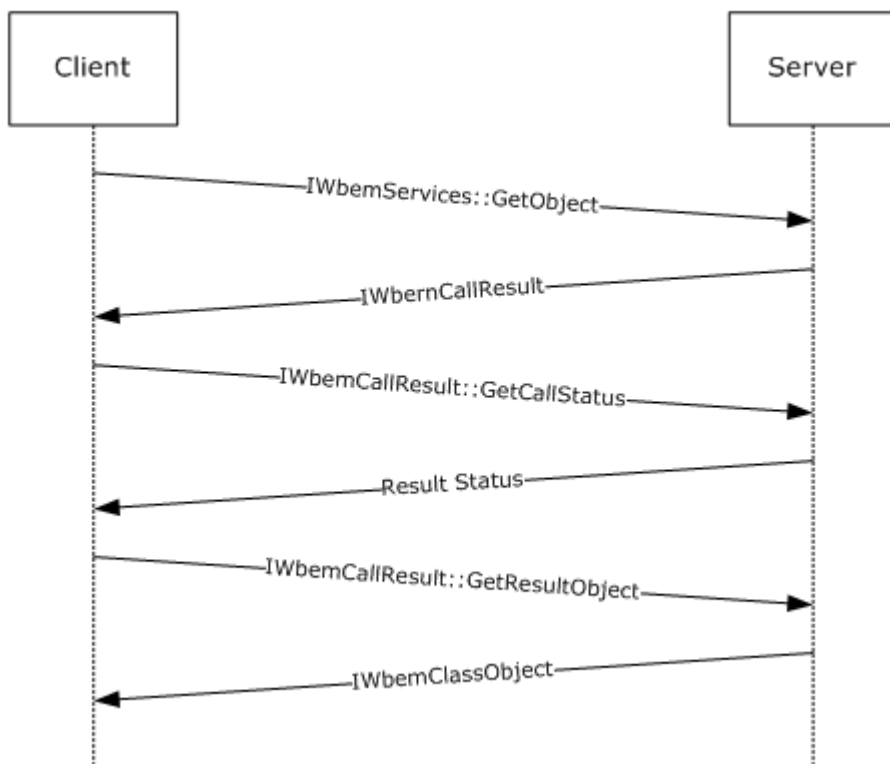 Client
Server
IWbemServices::GetObject
IWbernCallResult
IWbemCallResult::GetCallStatus
Result Status
IWbemCallResult::GetResultObject
IWbemClassObject